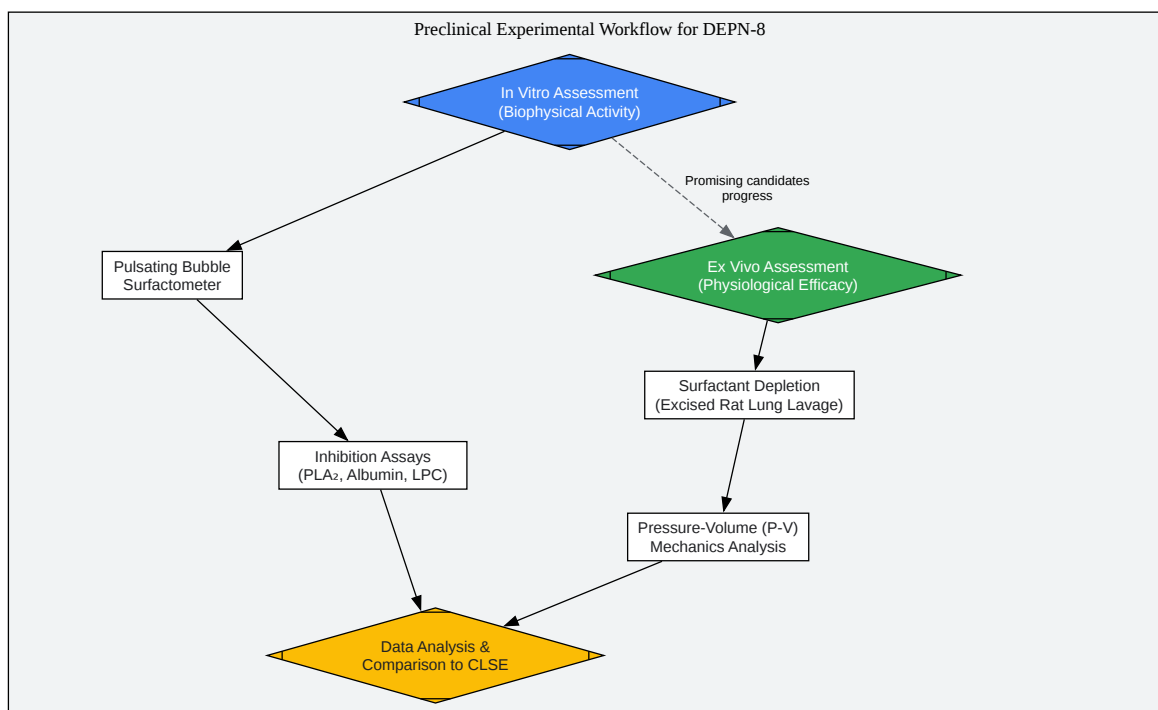 Preclinical Experimental Workflow for DEPN-8
In Vitro Assessment
(Biophysical Activity)
Promising candidates
progress
Pulsating Bubble
Surfactometer
Ex Vivo Assessment
(Physiological Efficacy)
Surfactant Depletion
(Excised Rat Lung Lavage)
Inhibition Assays
(PLA₂, Albumin, LPC)
Pressure-Volume (P-V)
Mechanics Analysis
Data Analysis &
Comparison to CLSE